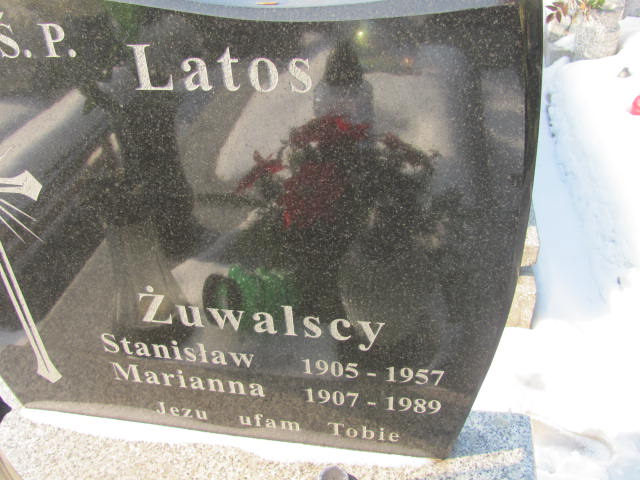 Ś.P.
Latos
Żuwalscy
Stanisław 1905 - 1957
Marianna 1907 - 1989
Jezu ufam Tobie